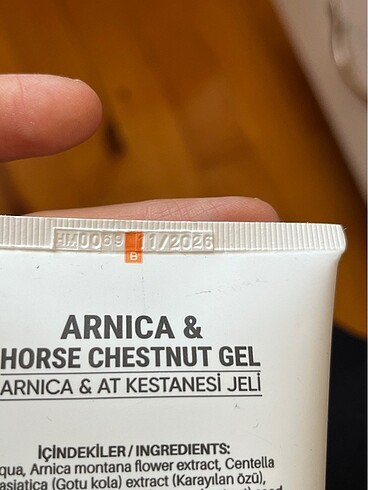 HM0069 11/2026
B
ARNICA &
HORSE CHESTNUT GEL
ARNICA & AT KESTANESİ JELİ
İÇİNDEKİLER / INGREDIENTS:
qua, Arnica montana flower extract, Centella
asiatica (Gotu kola) extract (Karayılan özü),